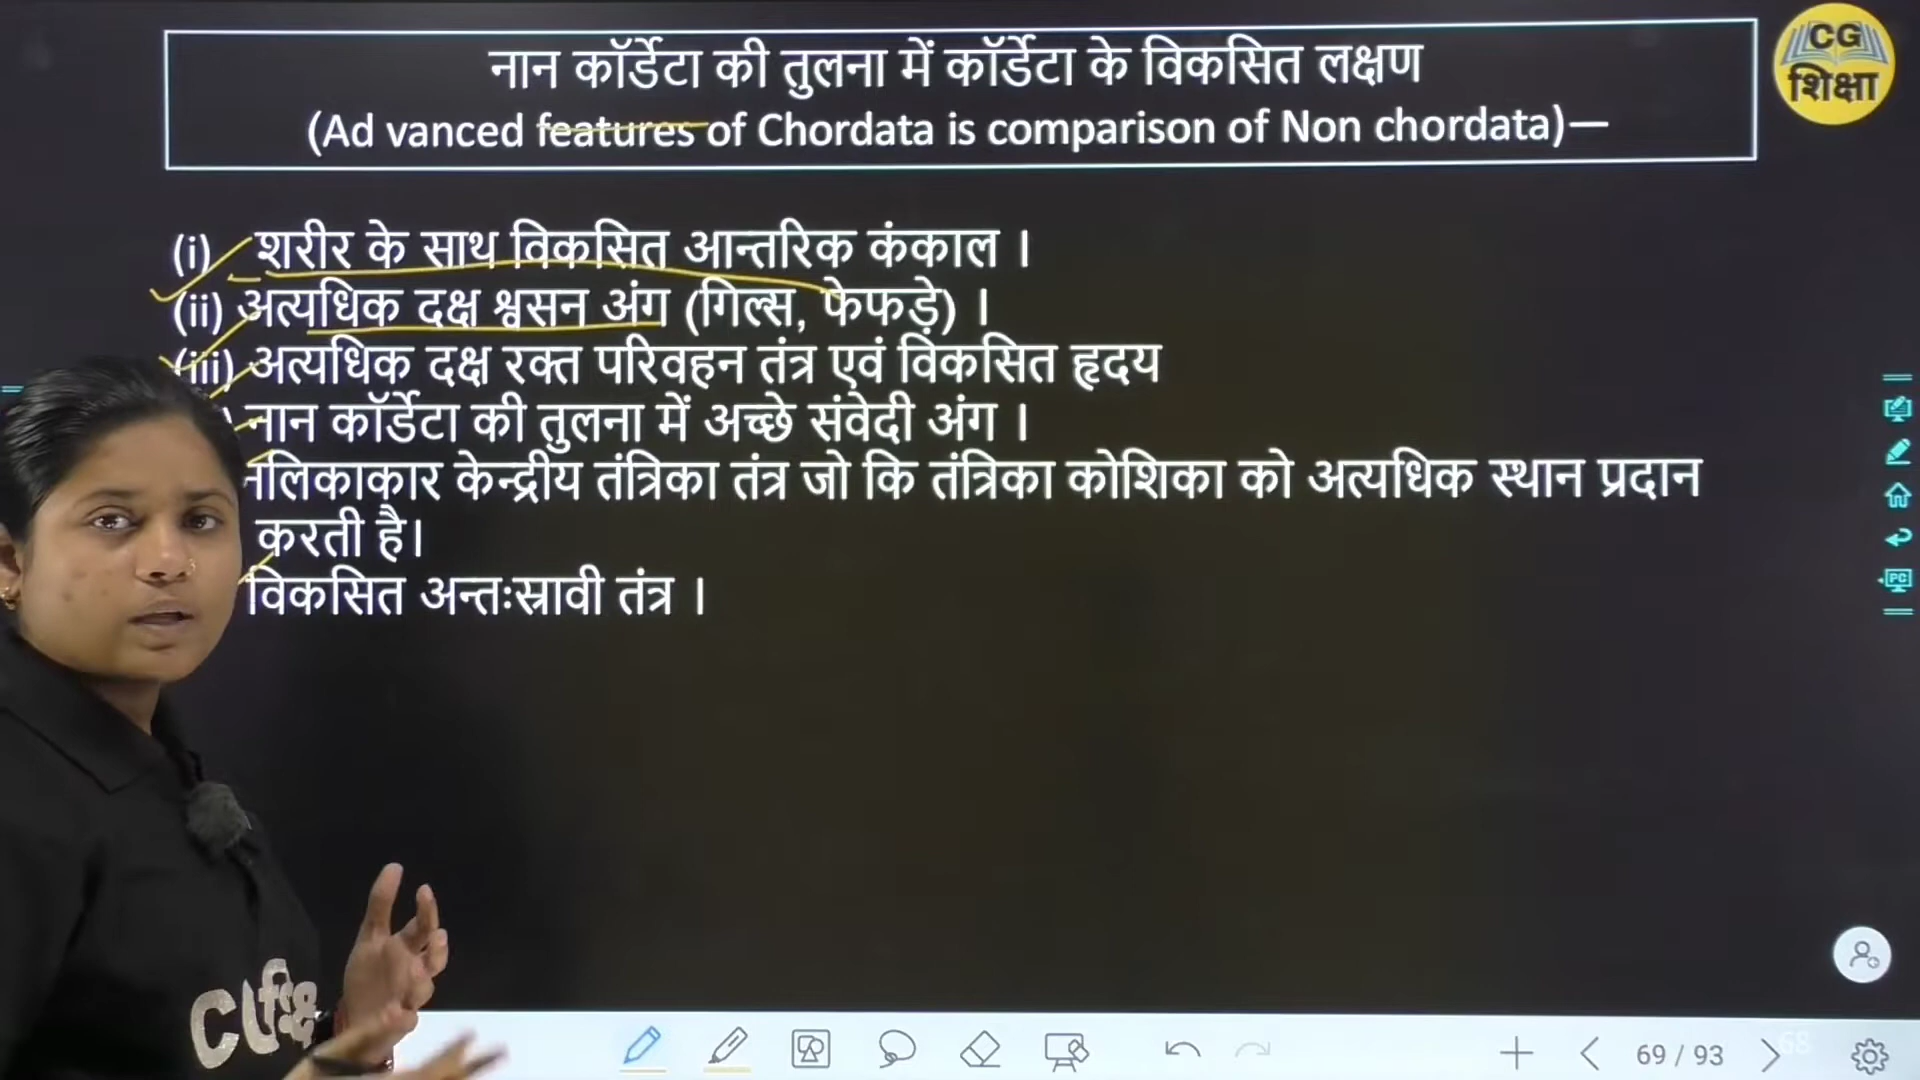 नान कॉर्डेटा की तुलना में कॉर्डेटा के विकसित लक्षण
(Ad vanced features of Chordata is comparison of Non chordata)—
CG
शिक्षा
(i) शरीर के साथ विकसित आन्तरिक कंकाल ।
(ii) अत्यधिक दक्ष श्वसन अंग (गिल्स, फेफड़े) ।
(iii) अत्यधिक दक्ष रक्त परिवहन तंत्र एवं विकसित हृदय
नान कॉर्डेटा की तुलना में अच्छे संवेदी अंग ।
नलिकाकार केन्द्रीय तंत्रिका तंत्र जो कि तंत्रिका कोशिका को अत्यधिक स्थान प्रदान
करती है।
विकसित अन्तःस्रावी तंत्र ।
PC
69 / 93
68